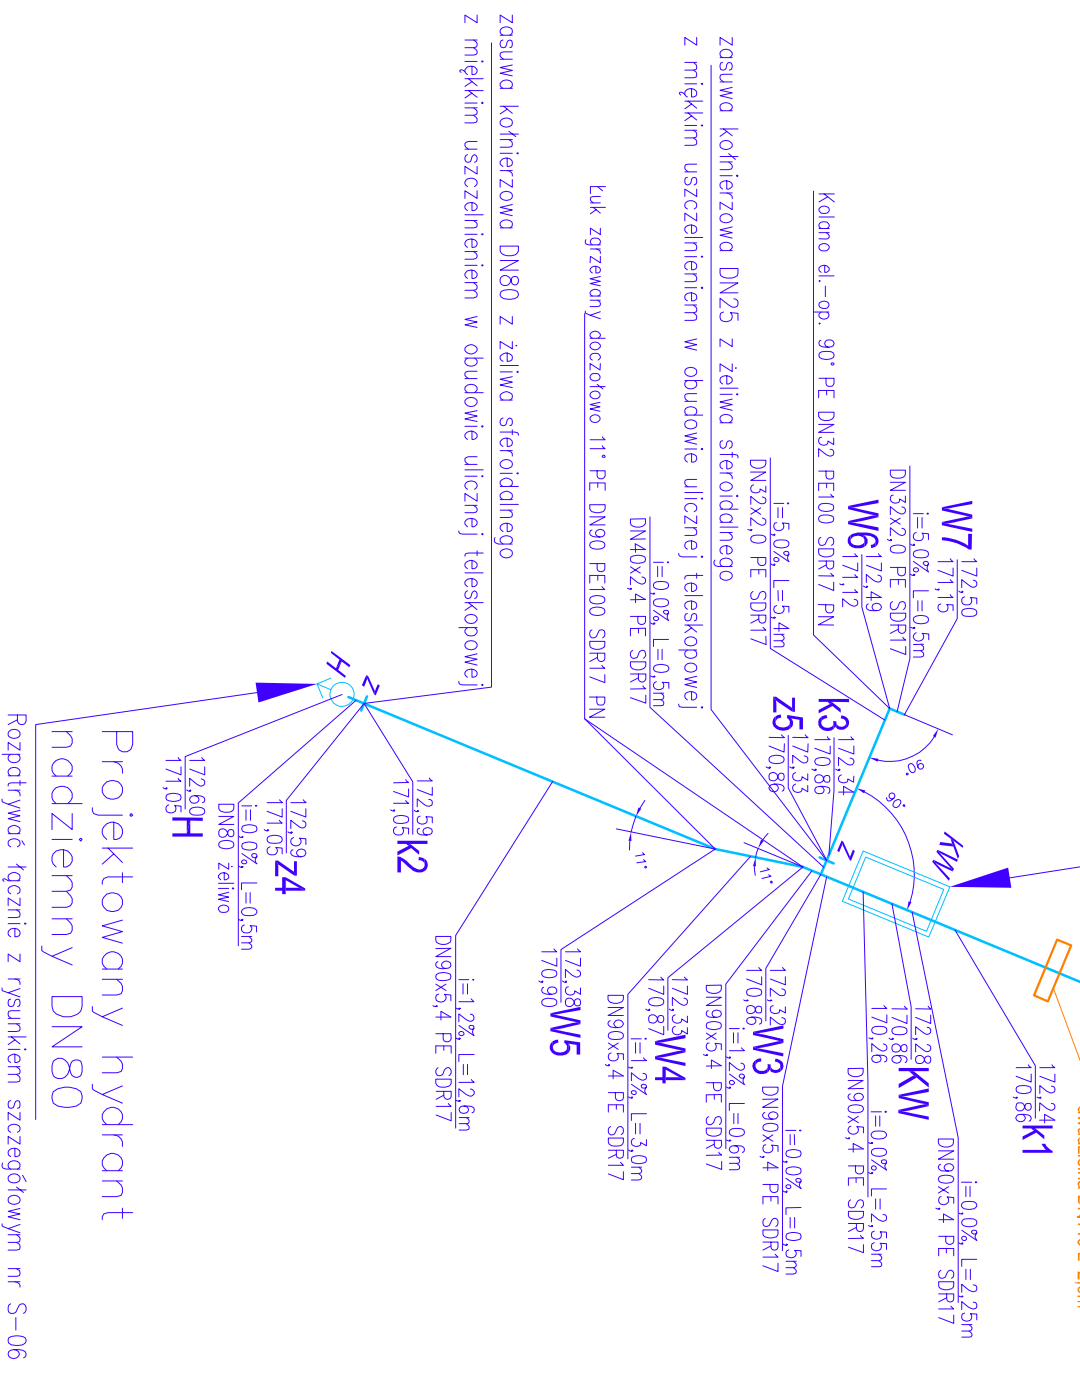 zasuwa kołnierzowa DN80 z żeliwa sferoidalnego
z miękkim uszczelnieniem w obudowie ulicznej teleskopowej
zasuwa kołnierzowa DN25 z żeliwa sferoidalnego
z miękkim uszczelnieniem w obudowie ulicznej teleskopowej
Łuk zgrzewany doczołowo 11° PE DN90 PE100 SDR17 PN
Kolano el.-op. 90° PE DN32 PE100 SDR17 PN
W7
172,50
171,15
i=5,0%, L=0,5m
DN32x2,0 PE SDR17
W6
172,49
171,12
i=5,0%, L=5,4m
DN32x2,0 PE SDR17
i=0,0%, L=0,5m
DN40x2,4 PE SDR17
k3
172,34
170,86
z5
172,33
170,86
90°
90°
z
KW
11°
11°
H
z
172,24
170,86
k1
i=0,0%, L=2,25m
DN90x5,4 PE SDR17
172,28
170,86
170,26
KW
i=0,0%, L=2,55m
DN90x5,4 PE SDR17
i=0,0%, L=0,5m
DN90x5,4 PE SDR17
172,32
170,86
W3
i=1,2%, L=0,6m
DN90x5,4 PE SDR17
172,33
170,87
W4
i=1,2%, L=3,0m
DN90x5,4 PE SDR17
172,38
170,90
W5
i=1,2%, L=12,6m
DN90x5,4 PE SDR17
172,59
171,05
k2
172,59
171,05
z4
i=0,0%, L=0,5m
DN80 żeliwo
172,60
171,05
H
Projektowany hydrant
nadziemny DN80
Rozpatrywać łącznie z rysunkiem szczegółowym nr S-06